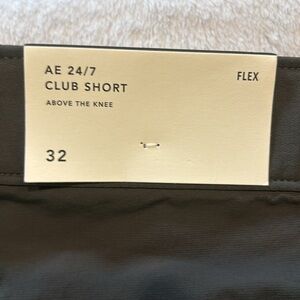 AE 24/7
FLEX
CLUB SHORT
ABOVE THE KNEE
32